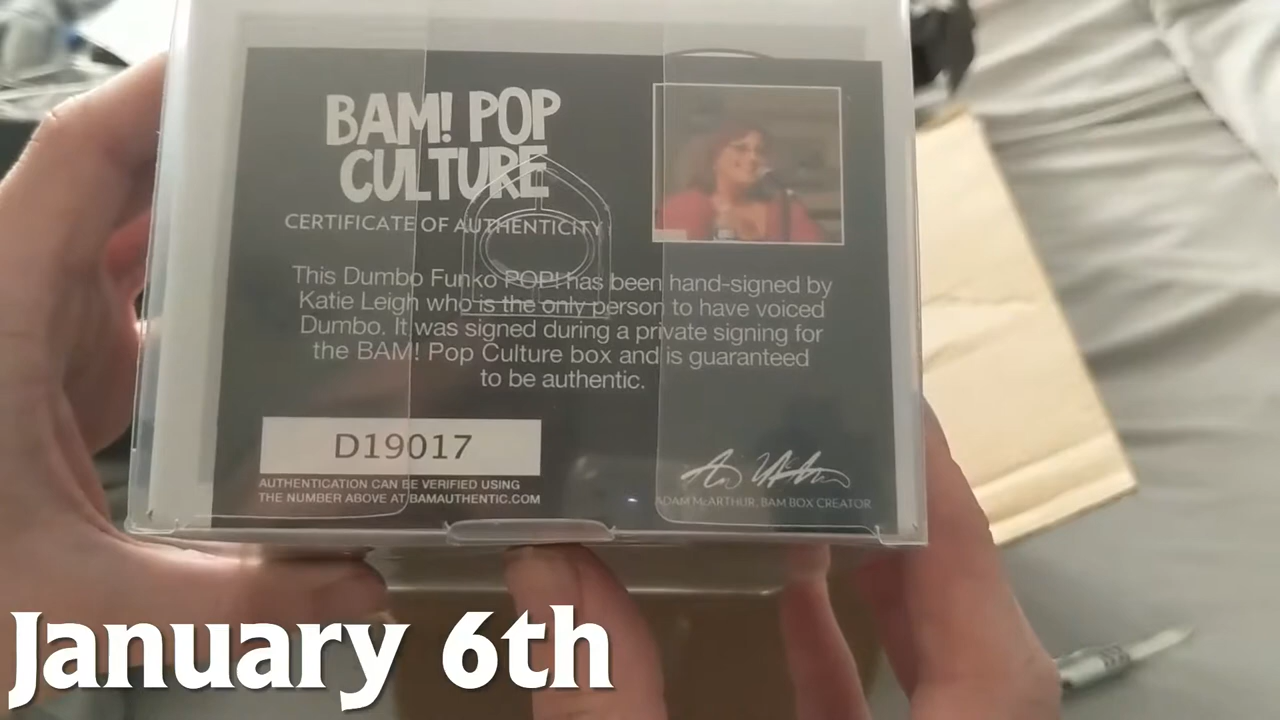 BAM! POP
CULTURE
CERTIFICATE OF AUTHENTICITY
This Dumbo Funko POP! has been hand-signed by
Katie Leigh who is the only person to have voiced
Dumbo. It was signed during a private signing for
the BAM! Pop Culture box and is guaranteed
to be authentic.
D19017
AUTHENTICATION CAN BE VERIFIED USING
THE NUMBER ABOVE AT BAMAUTHENTIC.COM
ADAM McARTHUR, BAM BOX CREATOR
January 6th